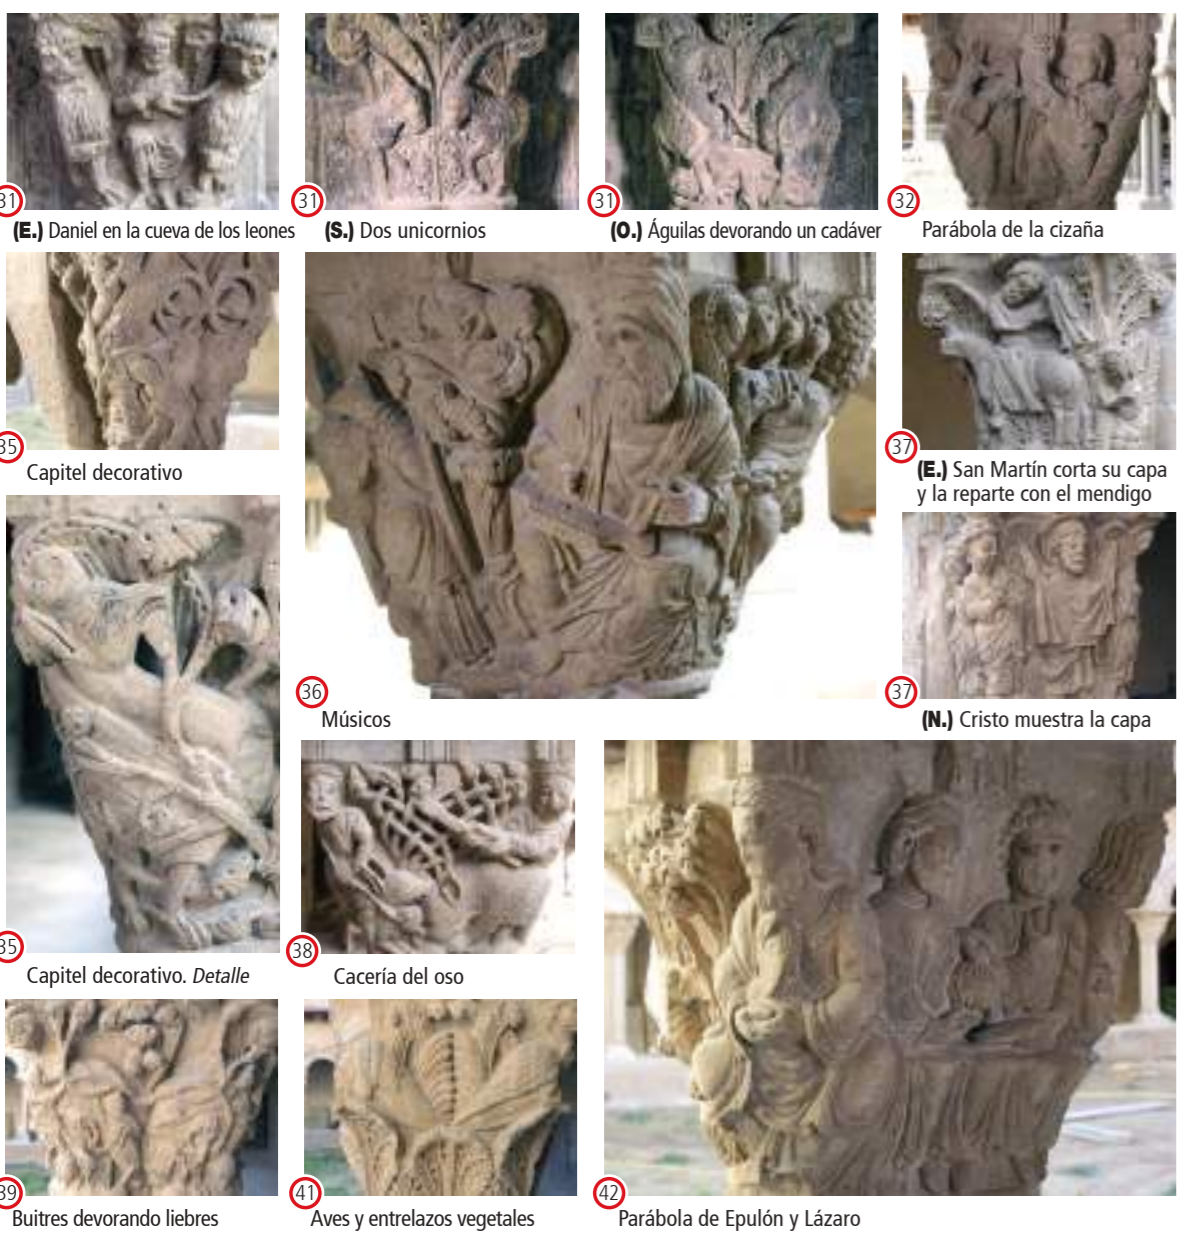 31
(E.) Daniel en la cueva de los leones
31
(S.) Dos unicornios
31
(O.) Águilas devorando un cadáver
32
Parábola de la cizaña
35
Capitel decorativo
36
Músicos
37
(E.) San Martín corta su capa
y la reparte con el mendigo
37
(N.) Cristo muestra la capa
35
Capitel decorativo. Detalle
38
Cacería del oso
39
Buitres devorando liebres
41
Aves y entrelazos vegetales
42
Parábola de Epulón y Lázaro